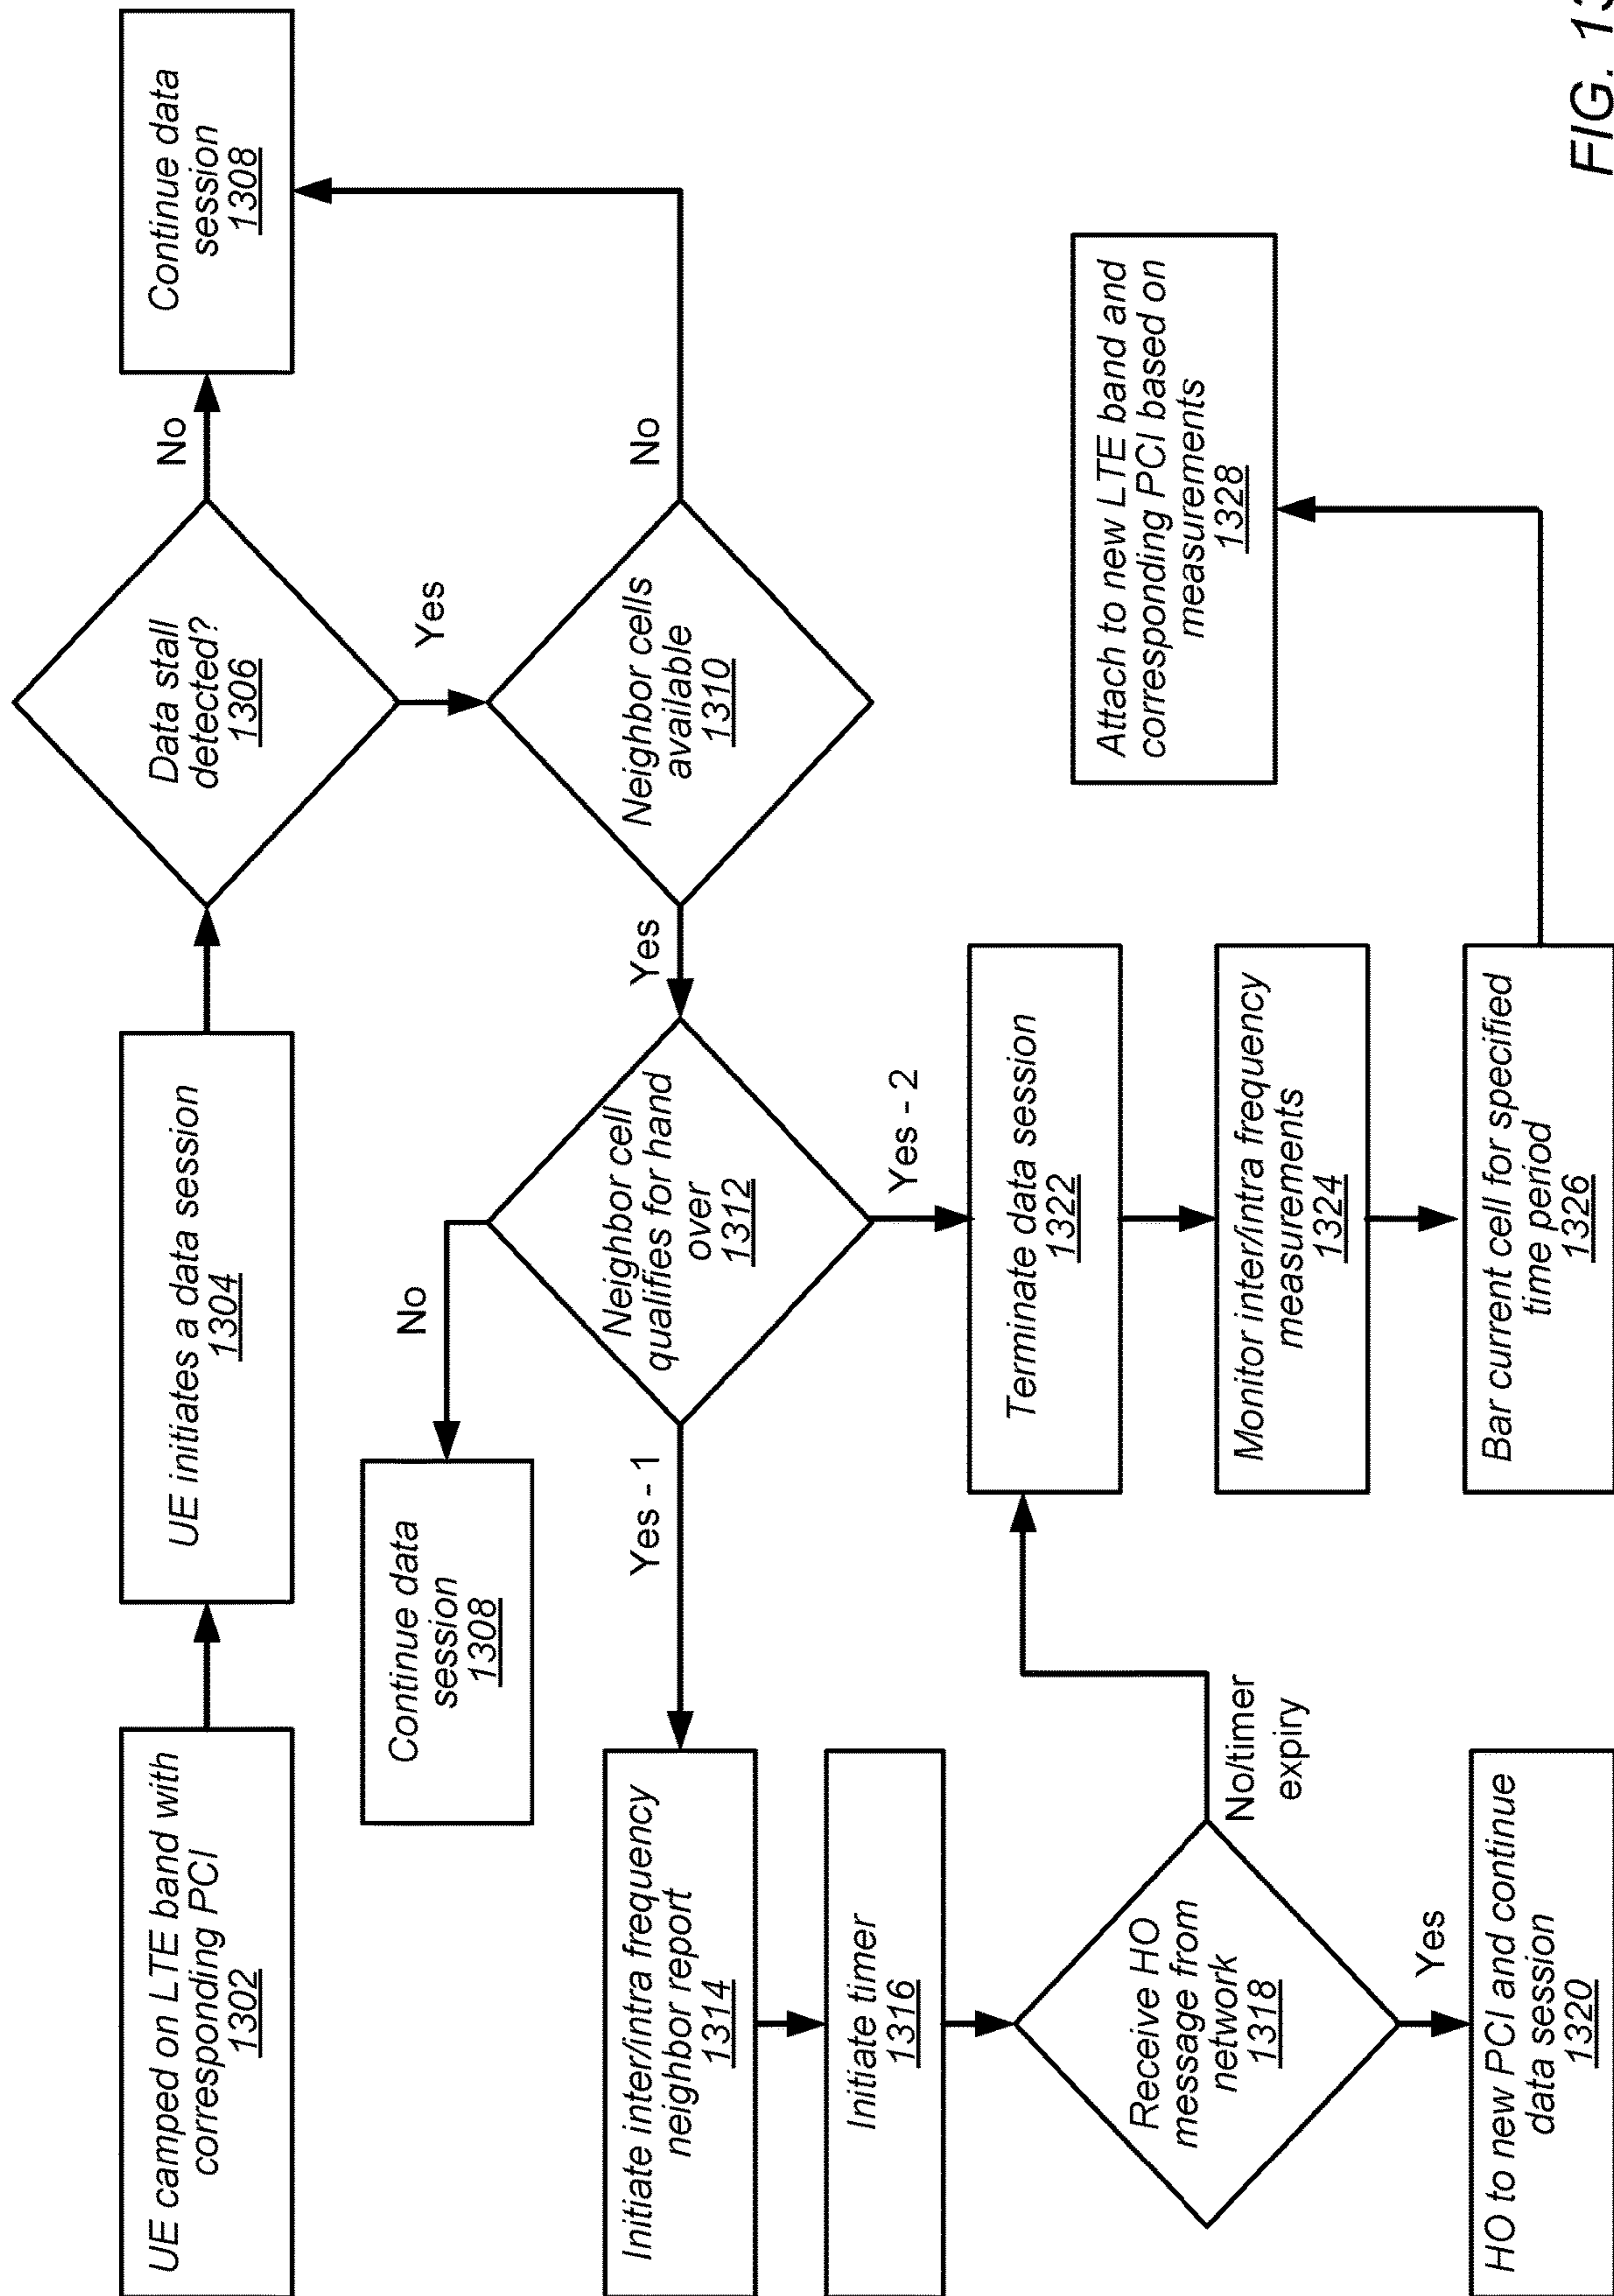 UE camped on LTE band with
corresponding PCI
1302
UE initiates a data session
1304
Data stall
detected?
1306
No
Continue data
session
1308
Yes
Neighbor cells
available
1310
No
Yes
Neighbor cell
qualifies for hand
over
1312
No
Continue data
session
1308
Yes - 1
Yes - 2
Initiate inter/intra frequency
neighbor report
1314
Initiate timer
1316
Receive HO
message from
network
1318
No/timer
expiry
Yes
HO to new PCI and continue
data session
1320
Terminate data session
1322
Monitor inter/intra frequency
measurements
1324
Bar current cell for specified
time period
1326
Attach to new LTE band and
corresponding PCI based on
measurements
1328
FIG. 13